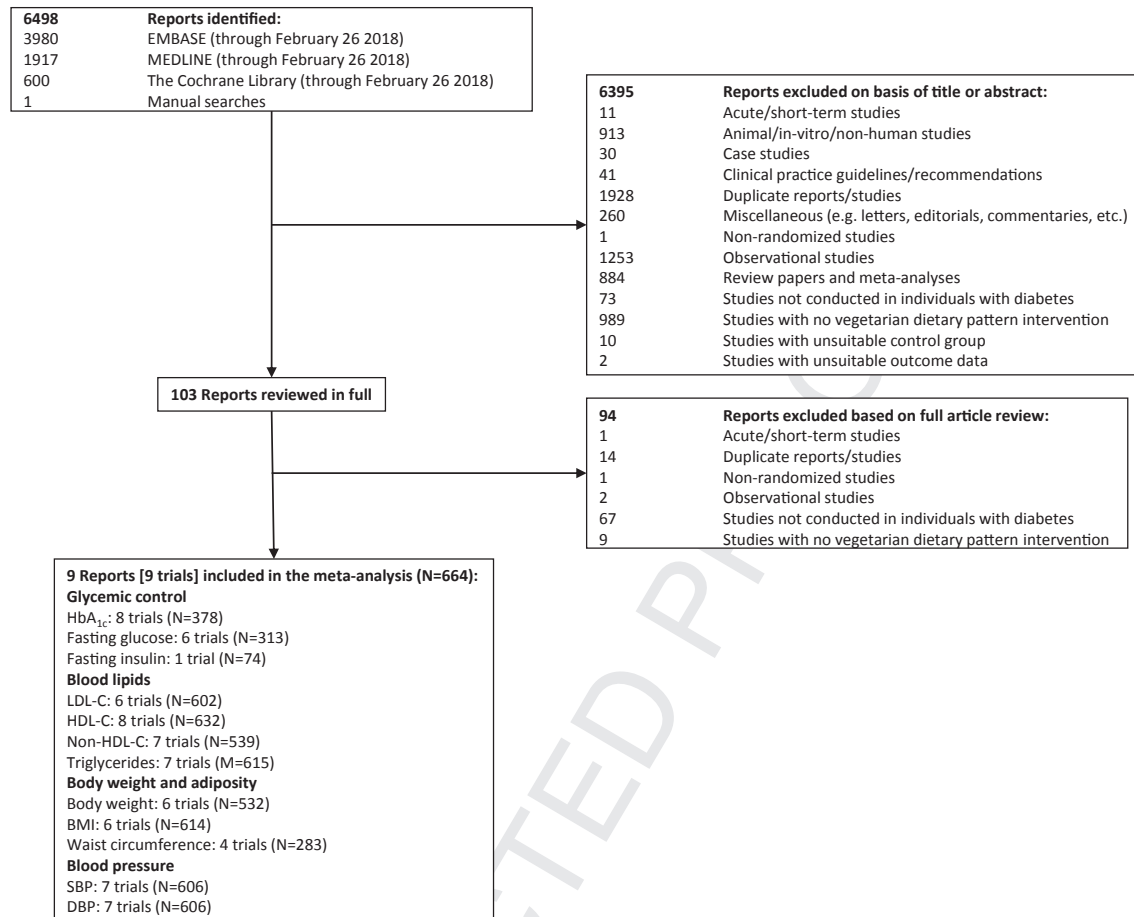 6498 Reports identified:
3980 EMBASE (through February 26 2018)
1917 MEDLINE (through February 26 2018)
600 The Cochrane Library (through February 26 2018)
1 Manual searches
6395 Reports excluded on basis of title or abstract:
11 Acute/short-term studies
913 Animal/in-vitro/non-human studies
30 Case studies
41 Clinical practice guidelines/recommendations
1928 Duplicate reports/studies
260 Miscellaneous (e.g. letters, editorials, commentaries, etc.)
1 Non-randomized studies
1253 Observational studies
884 Review papers and meta-analyses
73 Studies not conducted in individuals with diabetes
989 Studies with no vegetarian dietary pattern intervention
10 Studies with unsuitable control group
2 Studies with unsuitable outcome data
103 Reports reviewed in full
94 Reports excluded based on full article review:
1 Acute/short-term studies
14 Duplicate reports/studies
1 Non-randomized studies
2 Observational studies
67 Studies not conducted in individuals with diabetes
9 Studies with no vegetarian dietary pattern intervention
9 Reports [9 trials] included in the meta-analysis (N=664):
Glycemic control
HbA1c: 8 trials (N=378)
Fasting glucose: 6 trials (N=313)
Fasting insulin: 1 trial (N=74)
Blood lipids
LDL-C: 6 trials (N=602)
HDL-C: 8 trials (N=632)
Non-HDL-C: 7 trials (N=539)
Triglycerides: 7 trials (M=615)
Body weight and adiposity
Body weight: 6 trials (N=532)
BMI: 6 trials (N=614)
Waist circumference: 4 trials (N=283)
Blood pressure
SBP: 7 trials (N=606)
DBP: 7 trials (N=606)